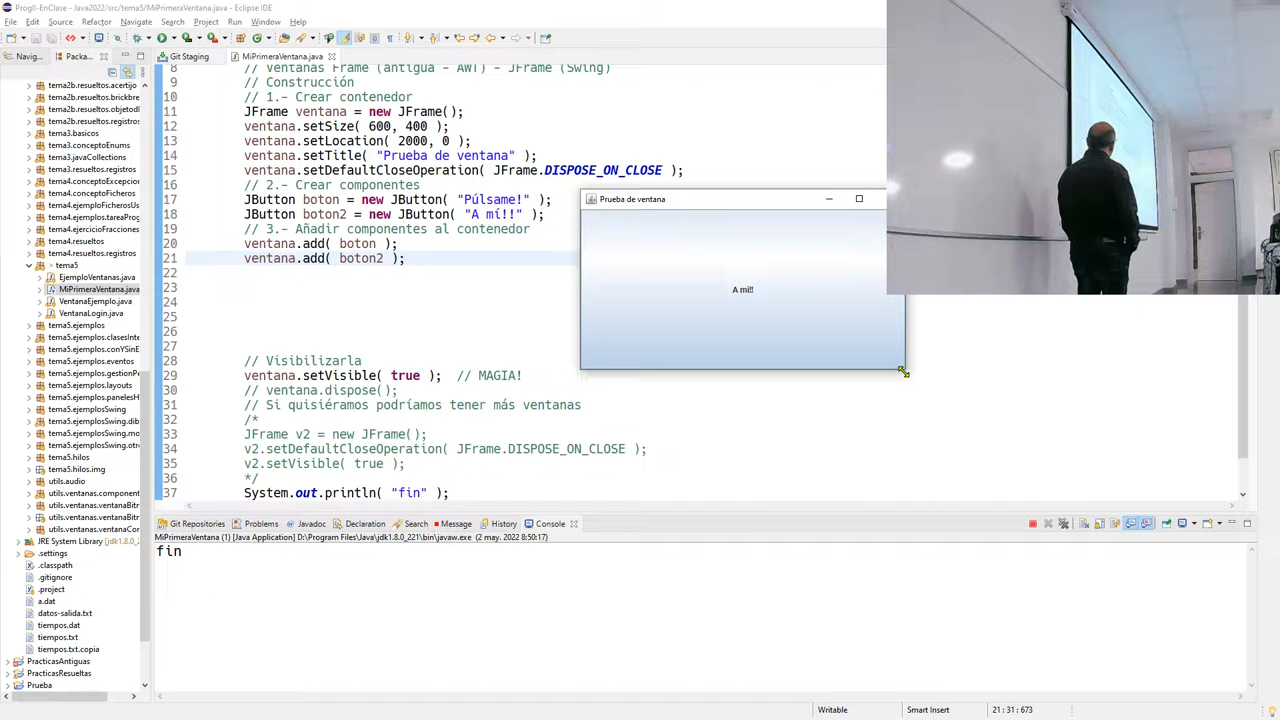 ProgII-EnClase - Java2022/src/tema5/MiPrimeraVentana.java - Eclipse IDE
File Edit Source Refactor Navigate Search Project Run Window Help
Navig... Packa... Git Staging MiPrimeraVentana.java
tema2b.resueltos.acertijo
tema2b.resueltos.brickbre
tema2b.resueltos.objetod
tema2b.resueltos.registros
tema3.basicos
tema3.conceptoEnums
tema3.javaCollections
tema3.resueltos.registros
tema4.conceptoExcepcion
tema4.conceptoFicheros
tema4.ejemploFicherosUs
tema4.ejemplos.tareaProg
tema4.ejercicioFracciones
tema4.resueltos
tema4.resueltos.registros
tema5
EjemploVentanas.java
MiPrimeraVentana.java
VentanaEjemplo.java
VentanaLogin.java
tema5.ejemplos
tema5.ejemplos.clasesInte
tema5.ejemplos.conYSinE
tema5.ejemplos.eventos
tema5.ejemplos.gestionPe
tema5.ejemplos.layouts
tema5.ejemplos.panelesH
tema5.ejemplosSwing
tema5.ejemplosSwing.dib
tema5.ejemplosSwing.mo
tema5.ejemplosSwing.otr
tema5.hilos
tema5.hilos.img
utils.audio
utils.ventanas.component
utils.ventanas.ventanaBitr
utils.ventanas.ventanaBitn
utils.ventanas.ventanaCor
JRE System Library [jdk1.8.0_2
.settings
.classpath
.gitignore
.project
a.dat
datos-salida.txt
tiempos.dat
tiempos.txt
tiempos.txt.copia
PracticasAntiguas
PracticasResueltas
Prueba
8 // Ventanas Frame (antigua - AWT) - JFrame (Swing)
9 // Construcción
10 // 1.- Crear contenedor
11 JFrame ventana = new JFrame();
12 ventana.setSize( 600, 400 );
13 ventana.setLocation( 2000, 0 );
14 ventana.setTitle( "Prueba de ventana" );
15 ventana.setDefaultCloseOperation( JFrame.DISPOSE_ON_CLOSE );
16 // 2.- Crear componentes
17 JButton boton = new JButton( "Púlsame!" );
18 JButton boton2 = new JButton( "A mí!!" );
19 // 3.- Añadir componentes al contenedor
20 ventana.add( boton );
21 ventana.add( boton2 );
22
23
24
25
26
27
28 // Visibilizarla
29 ventana.setVisible( true ); // MAGIA!
30 // ventana.dispose();
31 // Si quisiéramos podríamos tener más ventanas
32 /*
33 JFrame v2 = new JFrame();
34 v2.setDefaultCloseOperation( JFrame.DISPOSE_ON_CLOSE );
35 v2.setVisible( true );
36 */
37 System.out.println( "fin" );
Prueba de ventana
A mí!!
Git Repositories Problems Javadoc Declaration Search Message History Console
MiPrimeraVentana (1) [Java Application] D:\Program Files\Java\jdk1.8.0_221\bin\javaw.exe (2 may. 2022 8:50:17)
fin
Writable Smart Insert 21 : 31 : 673